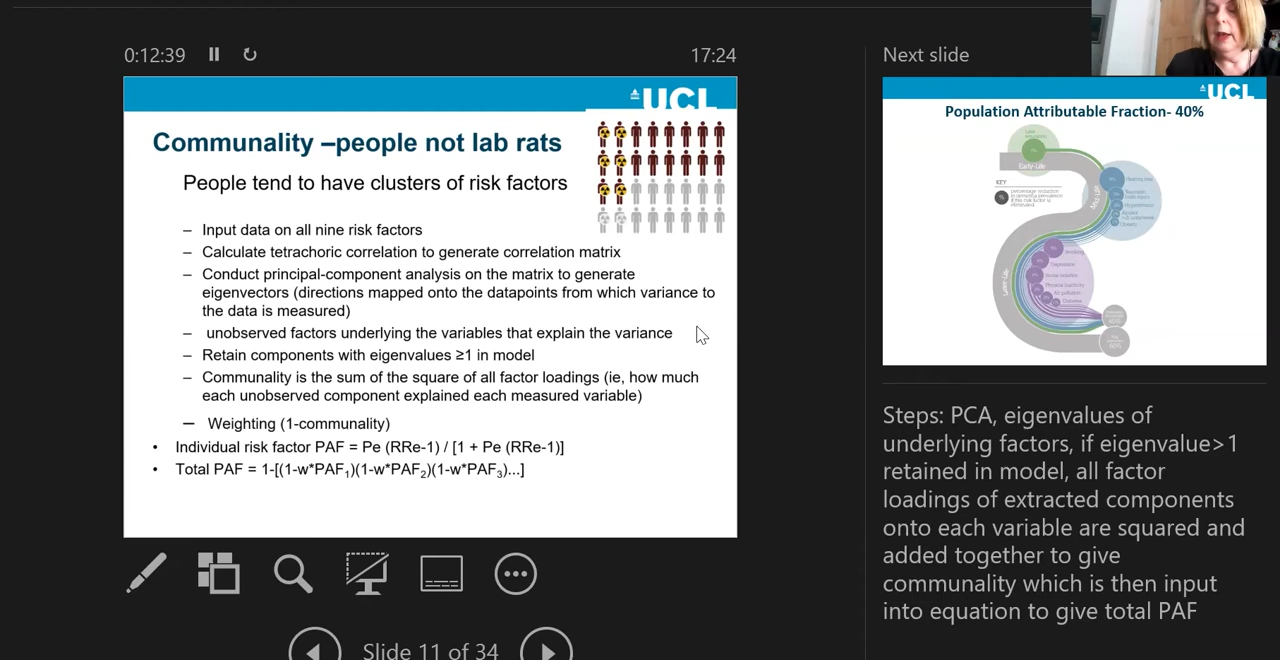 0:12:39
17:24
UCL
Communality –people not lab rats
People tend to have clusters of risk factors
– Input data on all nine risk factors
– Calculate tetrachoric correlation to generate correlation matrix
– Conduct principal-component analysis on the matrix to generate
eigenvectors (directions mapped onto the datapoints from which variance to
the data is measured)
– unobserved factors underlying the variables that explain the variance
– Retain components with eigenvalues ≥1 in model
– Communality is the sum of the square of all factor loadings (ie, how much
each unobserved component explained each measured variable)
– Weighting (1-communality)
• Individual risk factor PAF = Pe (RRe-1) / [1 + Pe (RRe-1)]
• Total PAF = 1-[(1-w*PAF₁)(1-w*PAF₂)(1-w*PAF₃)...]
Slide 11 of 34
Next slide
UCL
Population Attributable Fraction- 40%
Early-Life
KEY
Steps: PCA, eigenvalues of
underlying factors, if eigenvalue>1
retained in model, all factor
loadings of extracted components
onto each variable are squared and
added together to give
communality which is then input
into equation to give total PAF